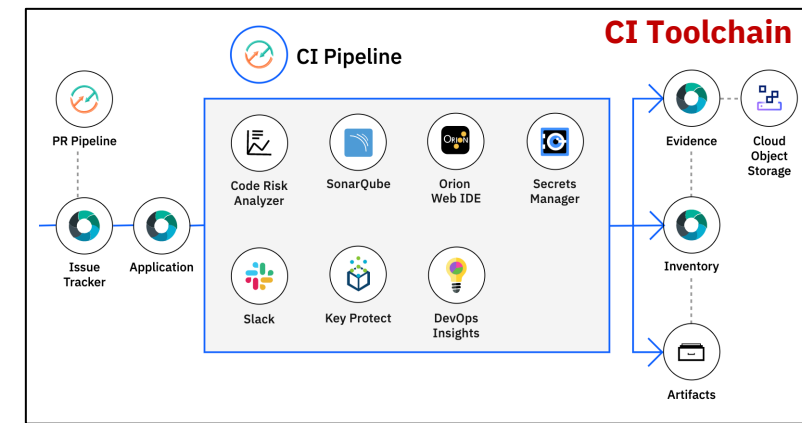 CI Toolchain
CI Pipeline
PR Pipeline
Issue
Tracker
Application
Code Risk
Analyzer
SonarQube
ORION
Orion
Web IDE
Secrets
Manager
Slack
Key Protect
DevOps
Insights
Evidence
Cloud
Object
Storage
Inventory
Artifacts